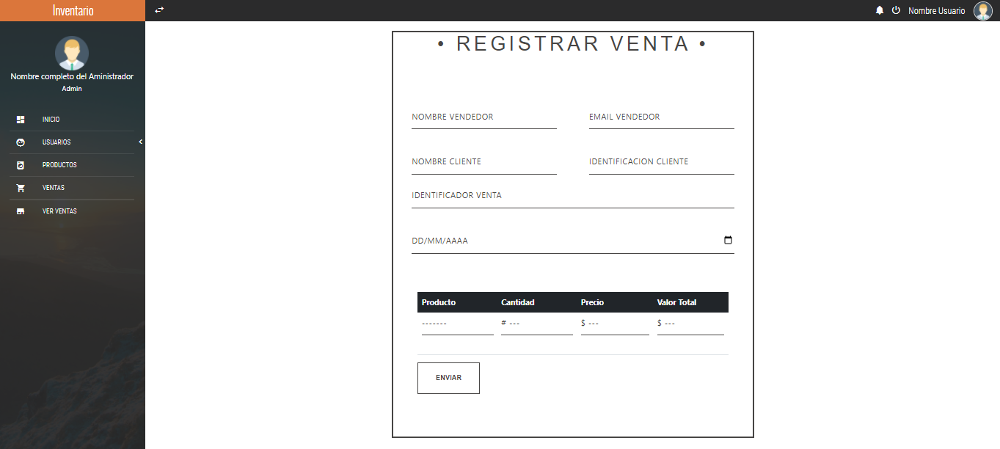 Inventario
Nombre Usuario
Nombre completo del Aministrador
Admin
INICIO
USUARIOS
PRODUCTOS
VENTAS
VER VENTAS
• REGISTRAR VENTA •
NOMBRE VENDEDOR EMAIL VENDEDOR
NOMBRE CLIENTE IDENTIFICACION CLIENTE
IDENTIFICADOR VENTA
DD/MM/AAAA
Producto Cantidad Precio Valor Total
------- # --- $ --- $ ---
ENVIAR